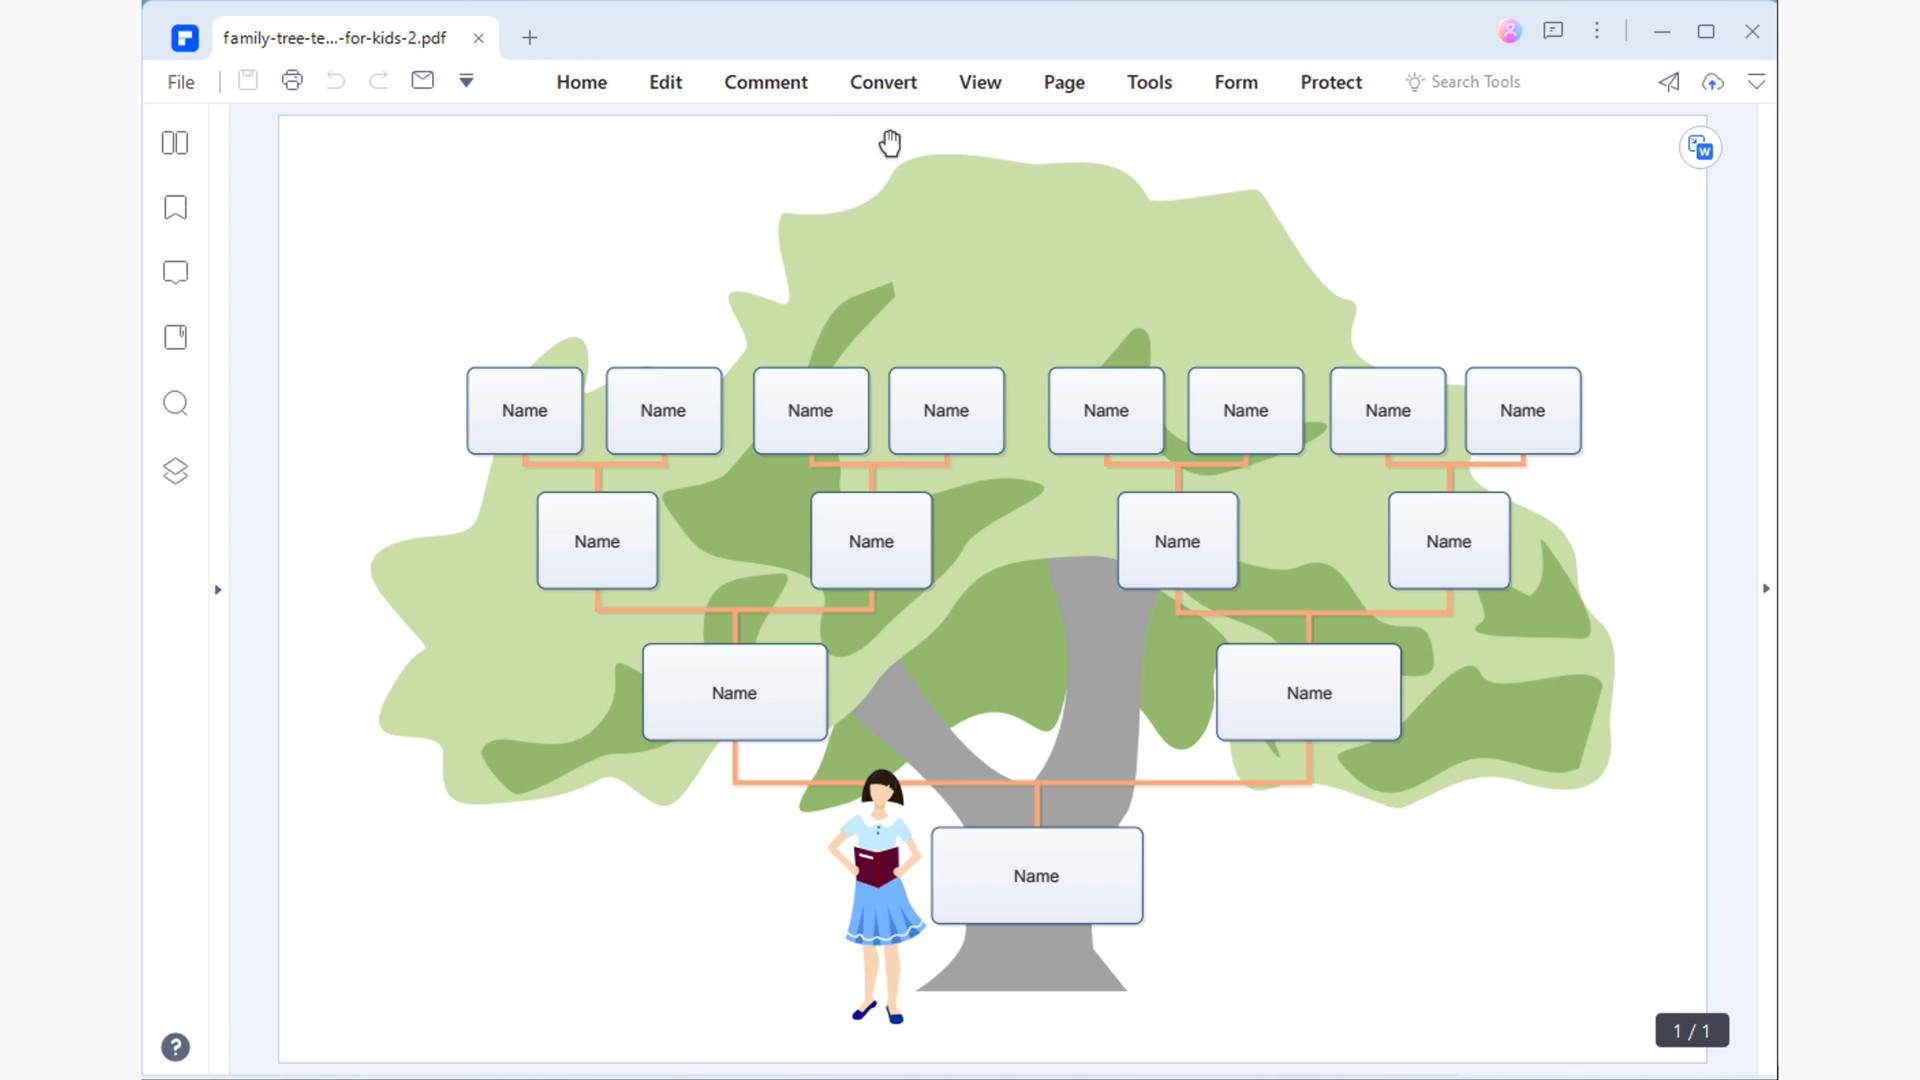 family-tree-te...-for-kids-2.pdf
File Home Edit Comment Convert View Page Tools Form Protect Search Tools
W
Name Name Name Name Name Name Name Name
Name Name Name Name
Name Name
Name
1 / 1
?